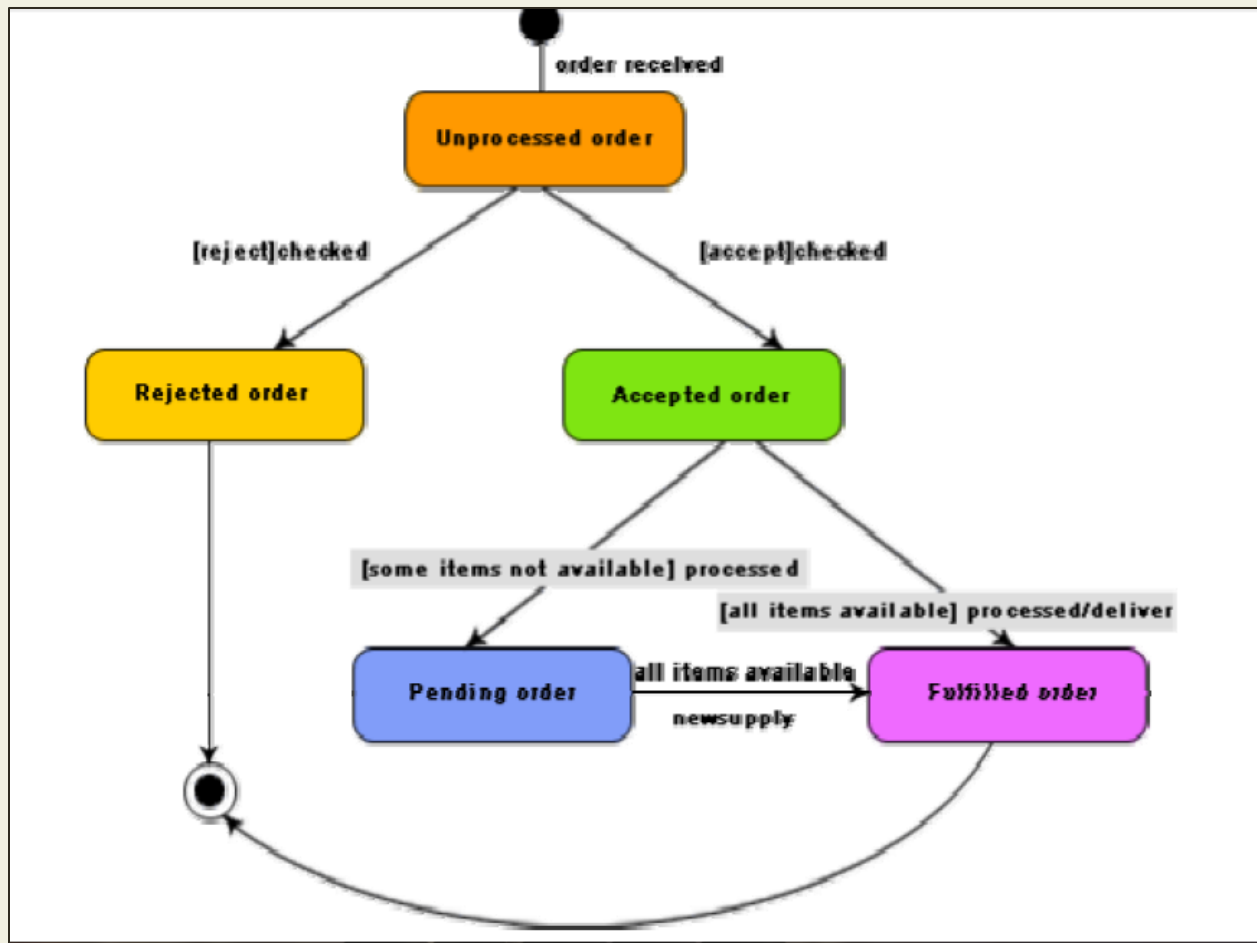 order received
Unprocessed order
[reject]checked
[accept]checked
Rejected order
Accepted order
[some items not available] processed
[all items available] processed/deliver
all items available
Pending order
Fulfilled order
newsupply